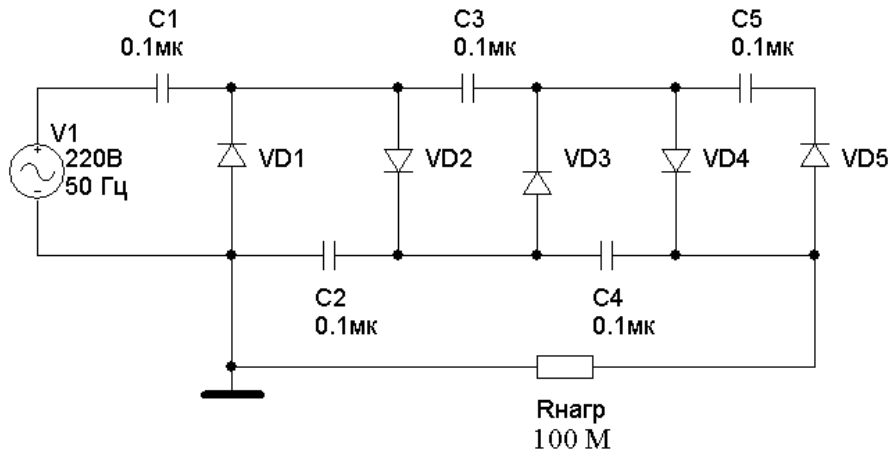 C1
0.1мк
C3
0.1мк
C5
0.1мк
V1
220В
50 Гц
VD1
VD2
VD3
VD4
VD5
C2
0.1мк
C4
0.1мк
Rнагр
100 М